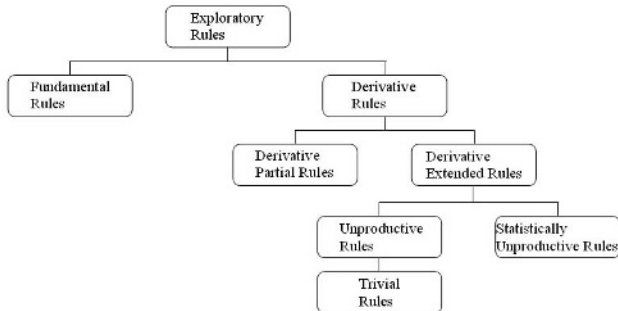 Exploratory
Rules
Fundamental
Rules
Derivative
Rules
Derivative
Partial Rules
Derivative
Extended Rules
Unproductive
Rules
Statistically
Unproductive Rules
Trivial
Rules